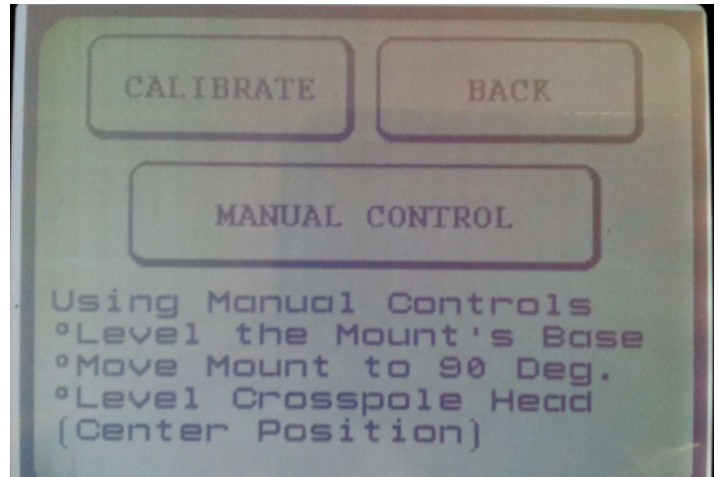 CALIBRATE
BACK
MANUAL CONTROL
Using Manual Controls
°Level the Mount's Base
°Move Mount to 90 Deg.
°Level Crosspole Head
(Center Position)